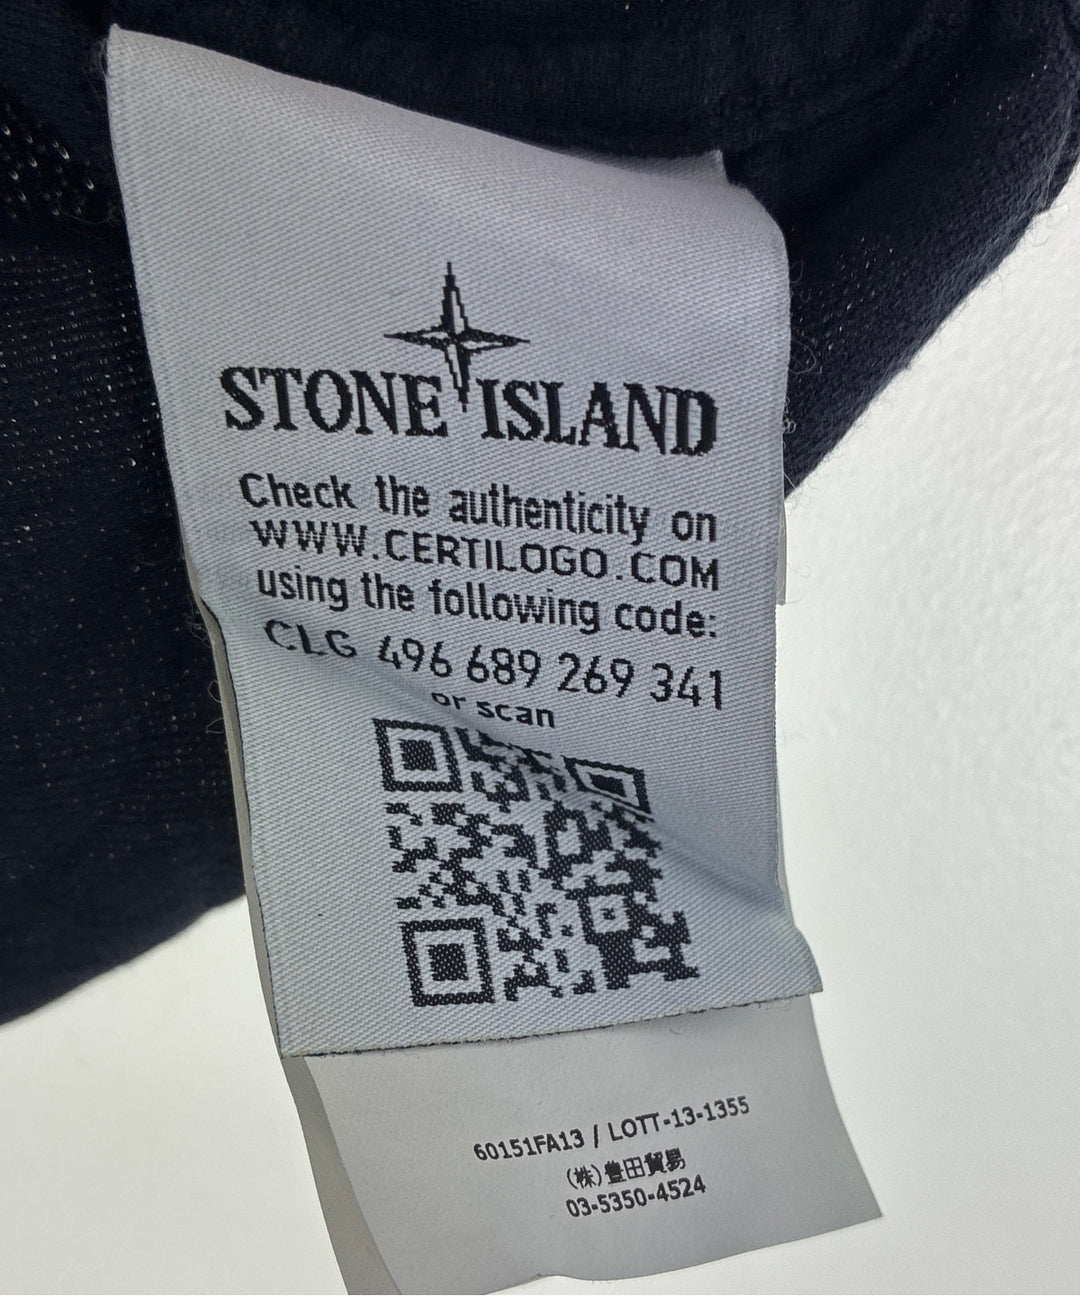 STONE ISLAND
Check the authenticity on
WWW.CERTILOGO.COM
using the following code:
CLG 496 689 269 341
or scan
60151FA13 / LOTT-13-1355
(株)豊田貿易
03-5350-4524